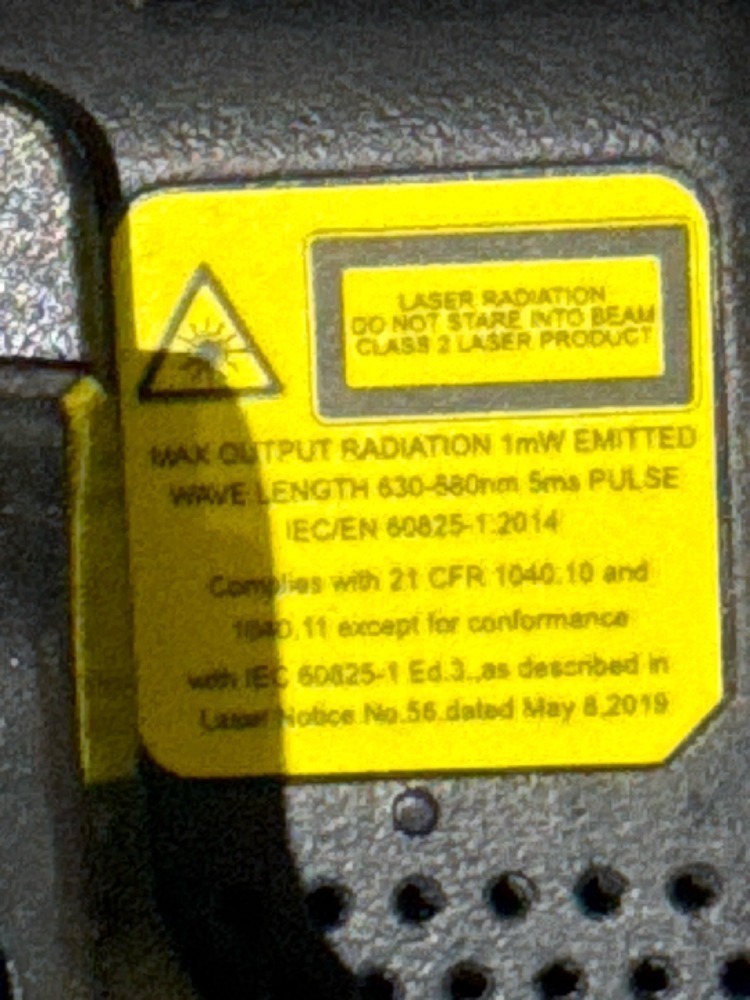 LASER RADIATION
DO NOT STARE INTO BEAM
CLASS 2 LASER PRODUCT
MAX OUTPUT RADIATION 1mW EMITTED
WAVE LENGTH 630-680nm 5ms PULSE
IEC/EN 60825-1:2014
Complies with 21 CFR 1040.10 and
1040.11 except for conformance
with IEC 60825-1 Ed.3.,as described in
Laser Notice No.56.dated May 8,2019